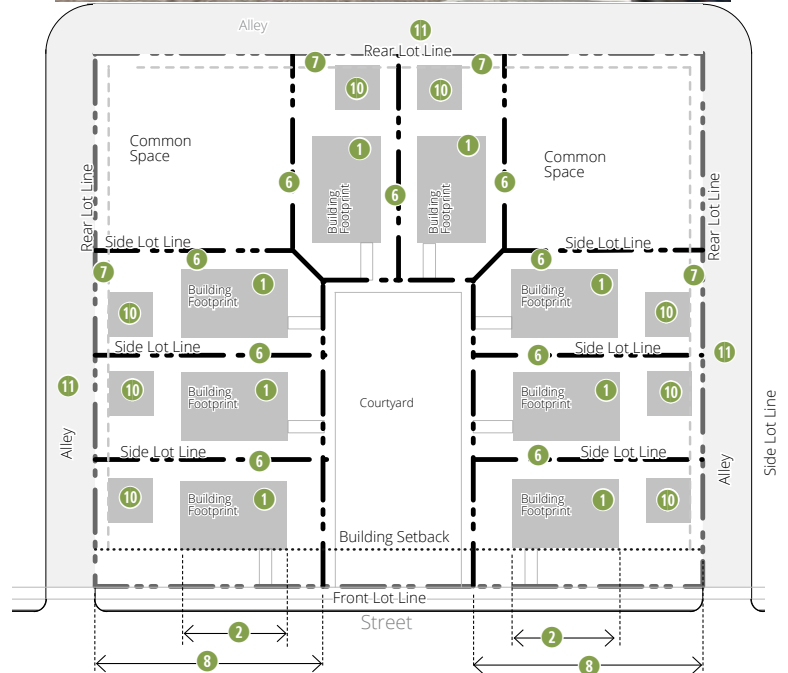 Alley
11
Rear Lot Line
7
7
10
10
1
1
Common
Space
Common
Space
6
6
6
Building
Footprint
Building
Footprint
Rear Lot Line
Rear Lot Line
Side Lot Line
Side Lot Line
6
6
7
7
1
1
Building
Footprint
Building
Footprint
10
10
Side Lot Line
Side Lot Line
6
6
11
11
10
1
Building
Footprint
Courtyard
Building
Footprint
1
10
Alley
Alley
Side Lot Line
Side Lot Line
Side Lot Line
6
6
10
1
Building
Footprint
Building
Footprint
1
10
Building Setback
Front Lot Line
Street
2
2
8
8